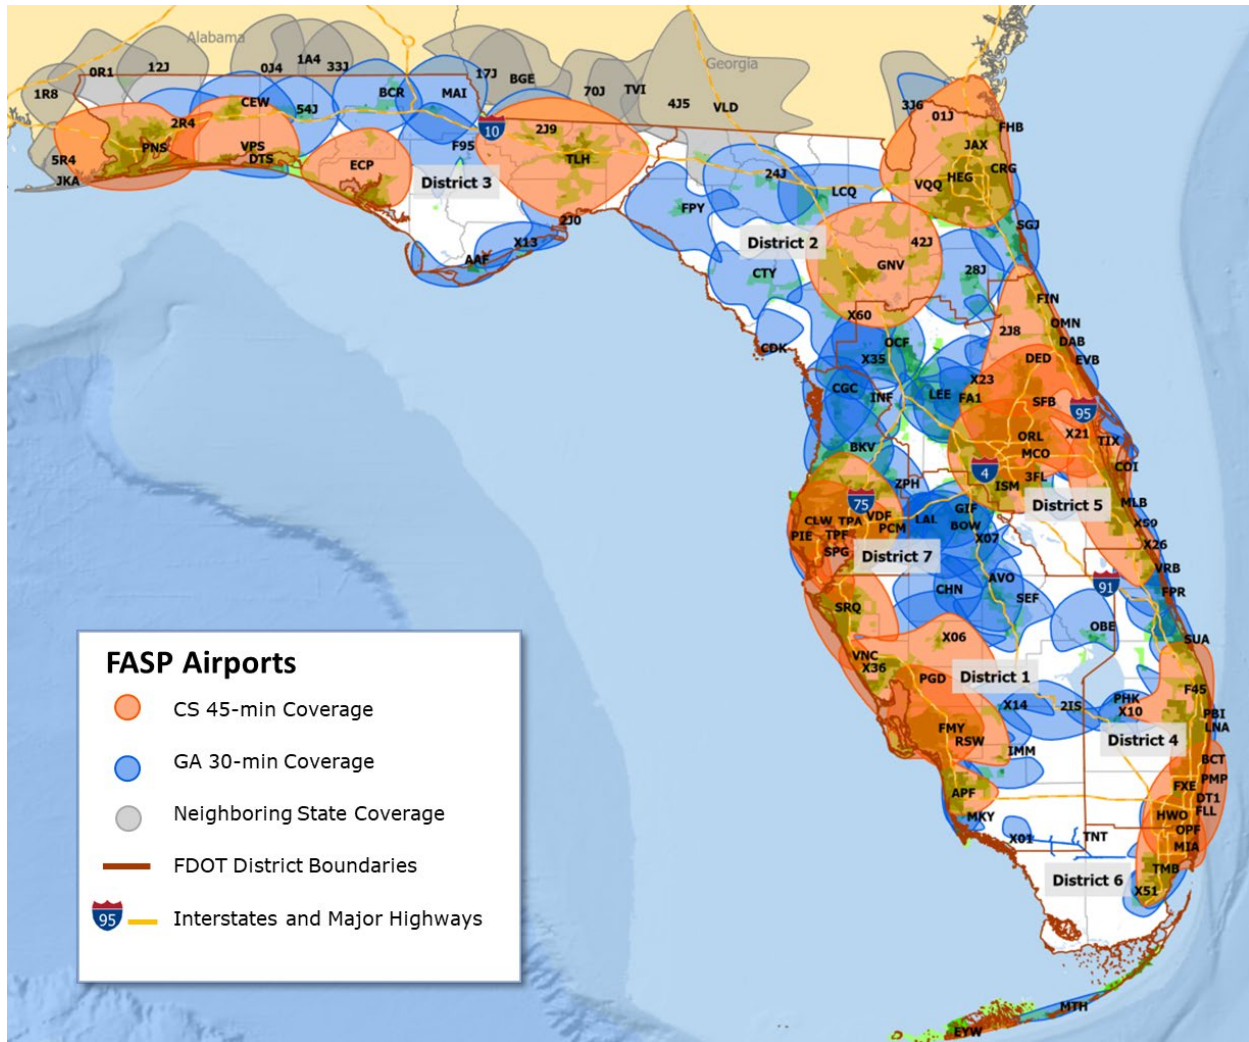 Alabama
Georgia
0R1
12J
0J4
1A4
33J
17J
BGE
70J
TVI
4J5
VLD
1R8
3J6
01J
CEW
54J
BCR
MAI
2R4
PNS
VPS
DTS
5R4
JKA
ECP
F95
10
2J9
TLH
FHB
JAX
CRG
HEG
VQQ
District 3
24J
LCQ
FPY
2J0
X13
AAF
SGJ
District 2
42J
GNV
28J
CTY
X60
FIN
OMN
2J8
DAB
EVB
CDK
OCF
X35
DED
CGC
INF
LEE
X23
FA1
SFB
95
BKV
ORL
X21
TIX
MCO
COI
4
3FL
ISM
ZPH
75
District 5
MLB
CLW
TPA
VDF
PCM
LAL
GIF
BOW
X07
X59
PIE
TPF
SPG
District 7
X26
VRB
AVO
91
FPR
CHN
SEF
SRQ
OBE
SUA
X06
VNC
X36
PGD
District 1
F45
PHK
X10
X14
2IS
PBI
LNA
FMY
RSW
District 4
IMM
BCT
APF
FXE
PMP
DT1
FLL
MKY
HWO
OPF
X01
TNT
MIA
TMB
District 6
X51
MTH
EYW
FASP Airports
CS 45-min Coverage
GA 30-min Coverage
Neighboring State Coverage
FDOT District Boundaries
95
Interstates and Major Highways